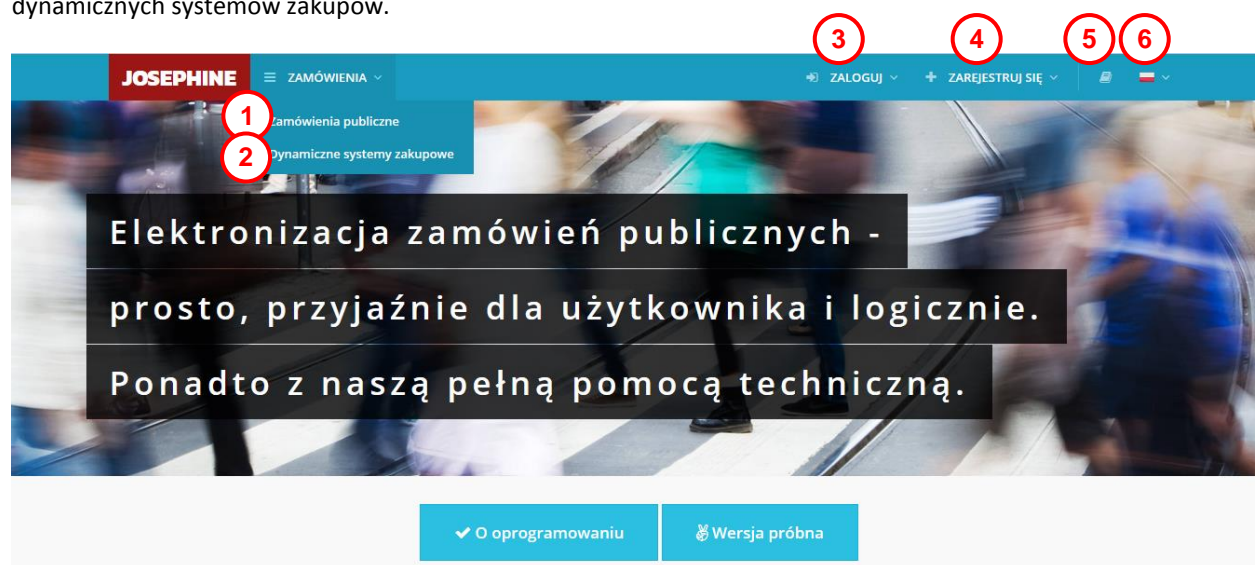 dynamicznych systemów zakupów.
3 4 5 6
JOSEPHINE ZAMÓWIENIA ZALOGUJ ZAREJESTRUJ SIĘ
1 Zamówienia publiczne
2 Dynamiczne systemy zakupowe
Elektronizacja zamówień publicznych -
prosto, przyjaźnie dla użytkownika i logicznie.
Ponadto z naszą pełną pomocą techniczną.
O oprogramowaniu Wersja próbna